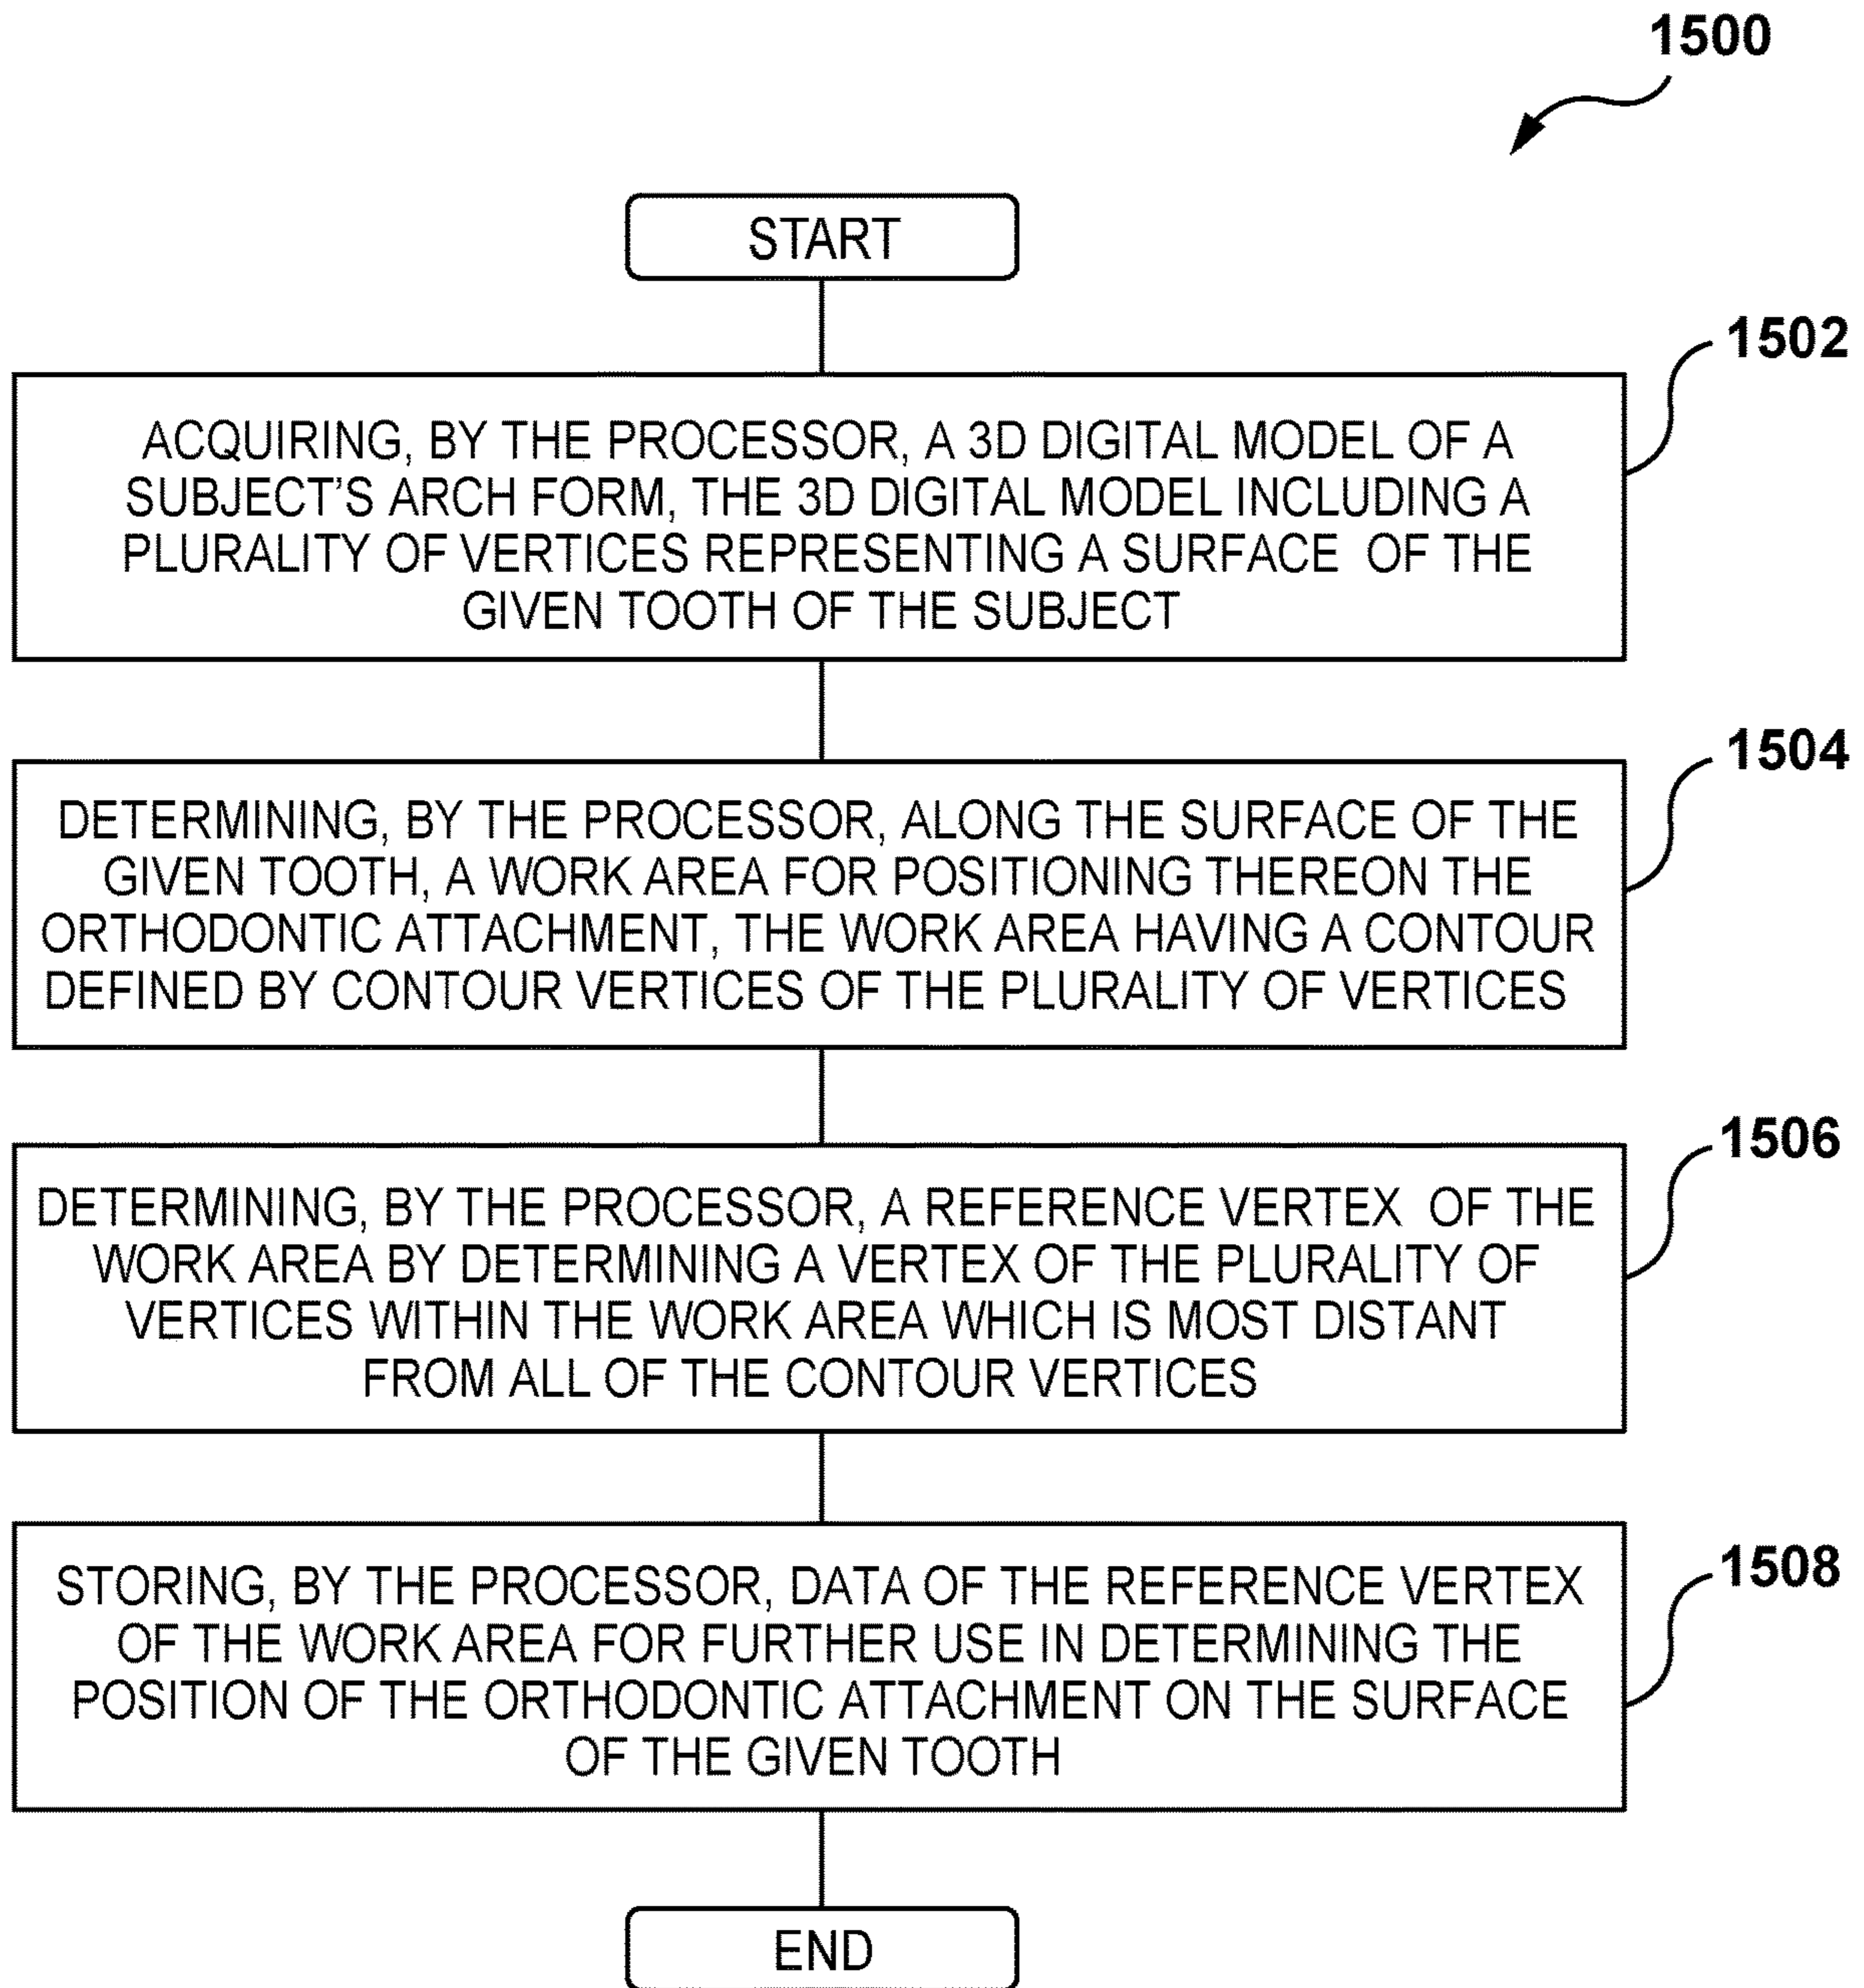 1500
START
1502
ACQUIRING, BY THE PROCESSOR, A 3D DIGITAL MODEL OF A
SUBJECT'S ARCH FORM, THE 3D DIGITAL MODEL INCLUDING A
PLURALITY OF VERTICES REPRESENTING A SURFACE OF THE
GIVEN TOOTH OF THE SUBJECT
1504
DETERMINING, BY THE PROCESSOR, ALONG THE SURFACE OF THE
GIVEN TOOTH, A WORK AREA FOR POSITIONING THEREON THE
ORTHODONTIC ATTACHMENT, THE WORK AREA HAVING A CONTOUR
DEFINED BY CONTOUR VERTICES OF THE PLURALITY OF VERTICES
1506
DETERMINING, BY THE PROCESSOR, A REFERENCE VERTEX OF THE
WORK AREA BY DETERMINING A VERTEX OF THE PLURALITY OF
VERTICES WITHIN THE WORK AREA WHICH IS MOST DISTANT
FROM ALL OF THE CONTOUR VERTICES
1508
STORING, BY THE PROCESSOR, DATA OF THE REFERENCE VERTEX
OF THE WORK AREA FOR FURTHER USE IN DETERMINING THE
POSITION OF THE ORTHODONTIC ATTACHMENT ON THE SURFACE
OF THE GIVEN TOOTH
END